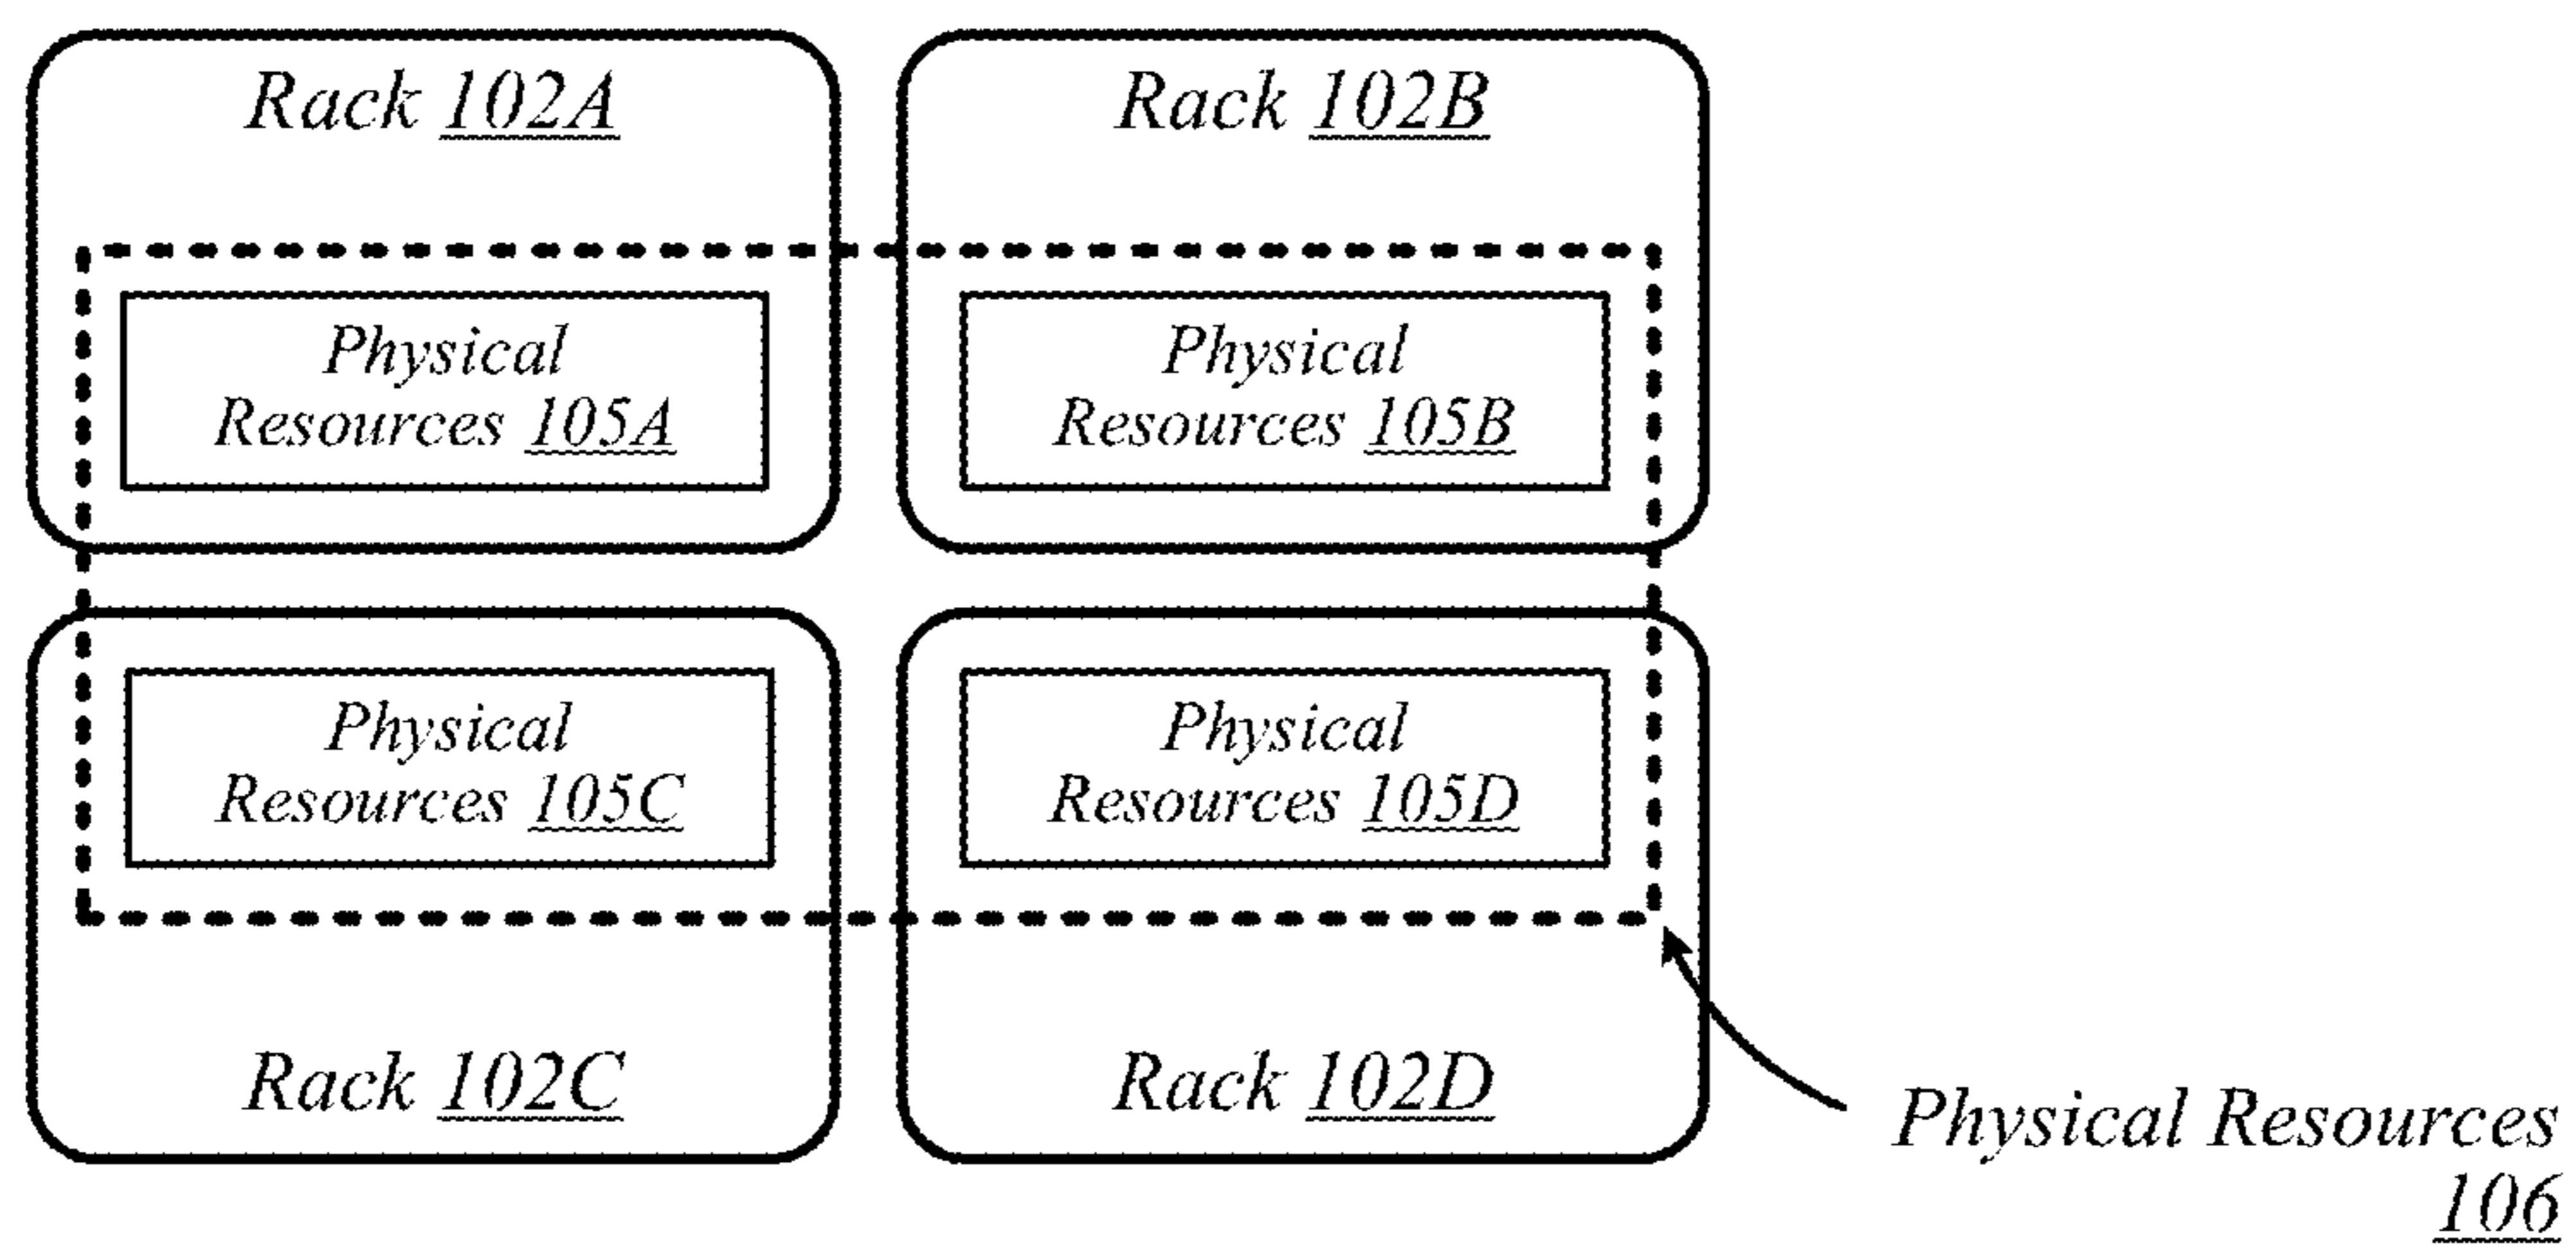 Rack 102A
Rack 102B
Physical
Resources 105A
Physical
Resources 105B
Physical
Resources 105C
Physical
Resources 105D
Rack 102C
Rack 102D
Physical Resources
106